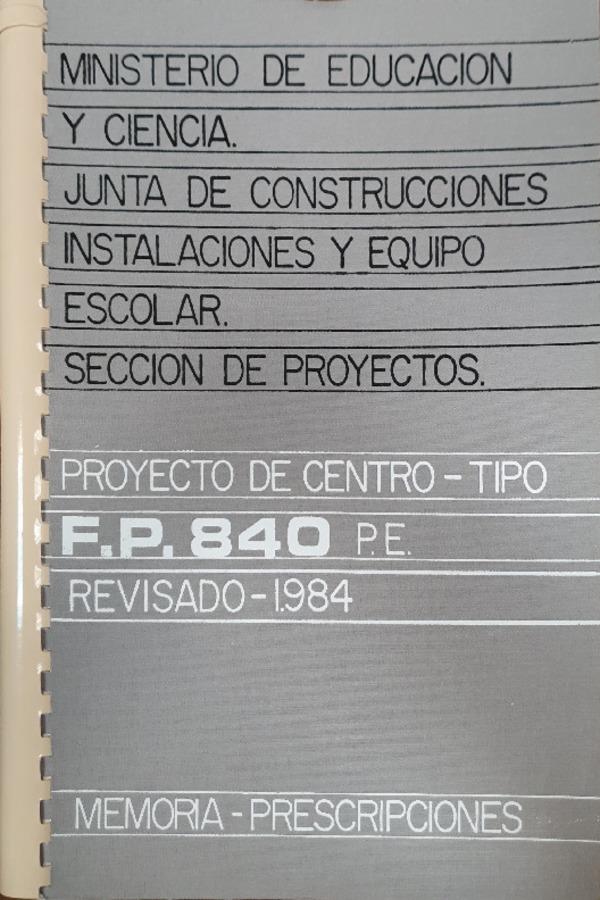 MINISTERIO DE EDUCACION
Y CIENCIA.
JUNTA DE CONSTRUCCIONES
INSTALACIONES Y EQUIPO
ESCOLAR.
SECCION DE PROYECTOS.
PROYECTO DE CENTRO-TIPO
F.P. 840 P.E.
REVISADO-1.984
MEMORIA-PRESCRIPCIONES